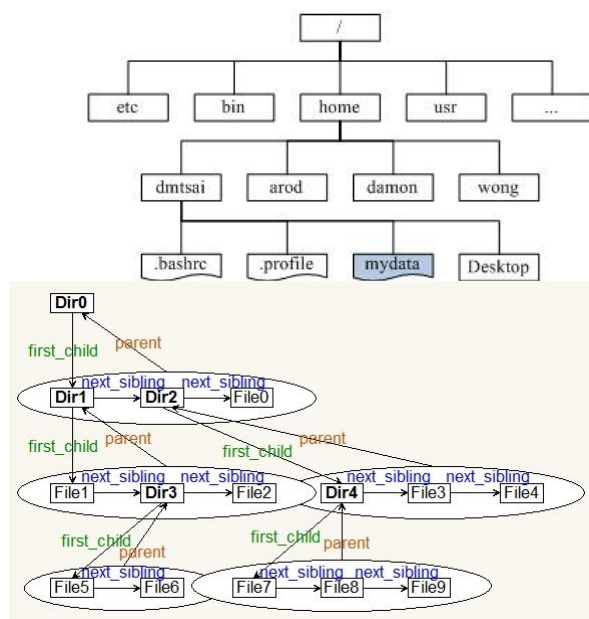 /
etc bin home usr ...
dmtsai arod damon wong
.bashrc .profile mydata Desktop
Dir0
first_child parent
next_sibling next_sibling
Dir1 Dir2 File0
first_child parent first_child parent
next_sibling next_sibling next_sibling next_sibling
File1 Dir3 File2 Dir4 File3 File4
first_child parent first_child parent
next_sibling next_sibling next_sibling
File5 File6 File7 File8 File9